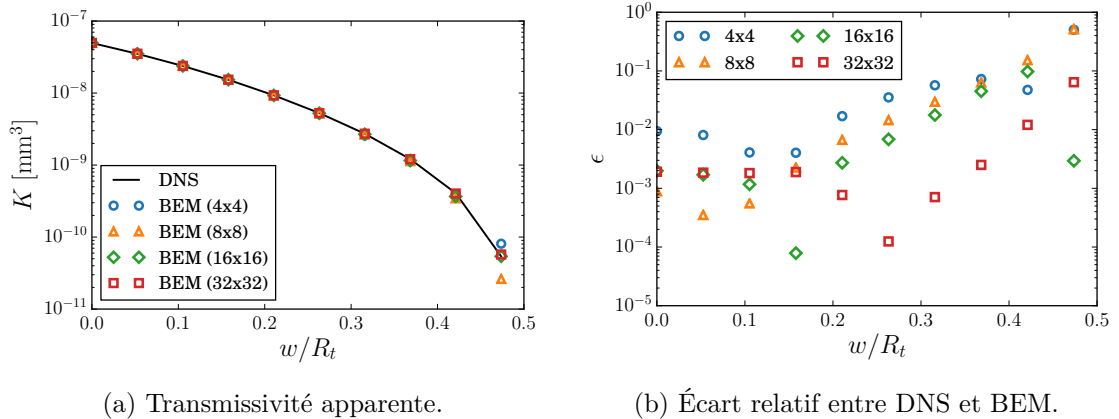 10⁻⁷
10⁻⁸
10⁻⁹
10⁻¹⁰
10⁻¹¹
K [mm³]
DNS
BEM (4x4)
BEM (8x8)
BEM (16x16)
BEM (32x32)
0.0 0.1 0.2 0.3 0.4 0.5
w/Rₜ
(a) Transmissivité apparente.
10⁰
10⁻¹
10⁻²
10⁻³
10⁻⁴
10⁻⁵
ϵ
4x4 16x16
8x8 32x32
0.0 0.1 0.2 0.3 0.4 0.5
w/Rₜ
(b) Écart relatif entre DNS et BEM.